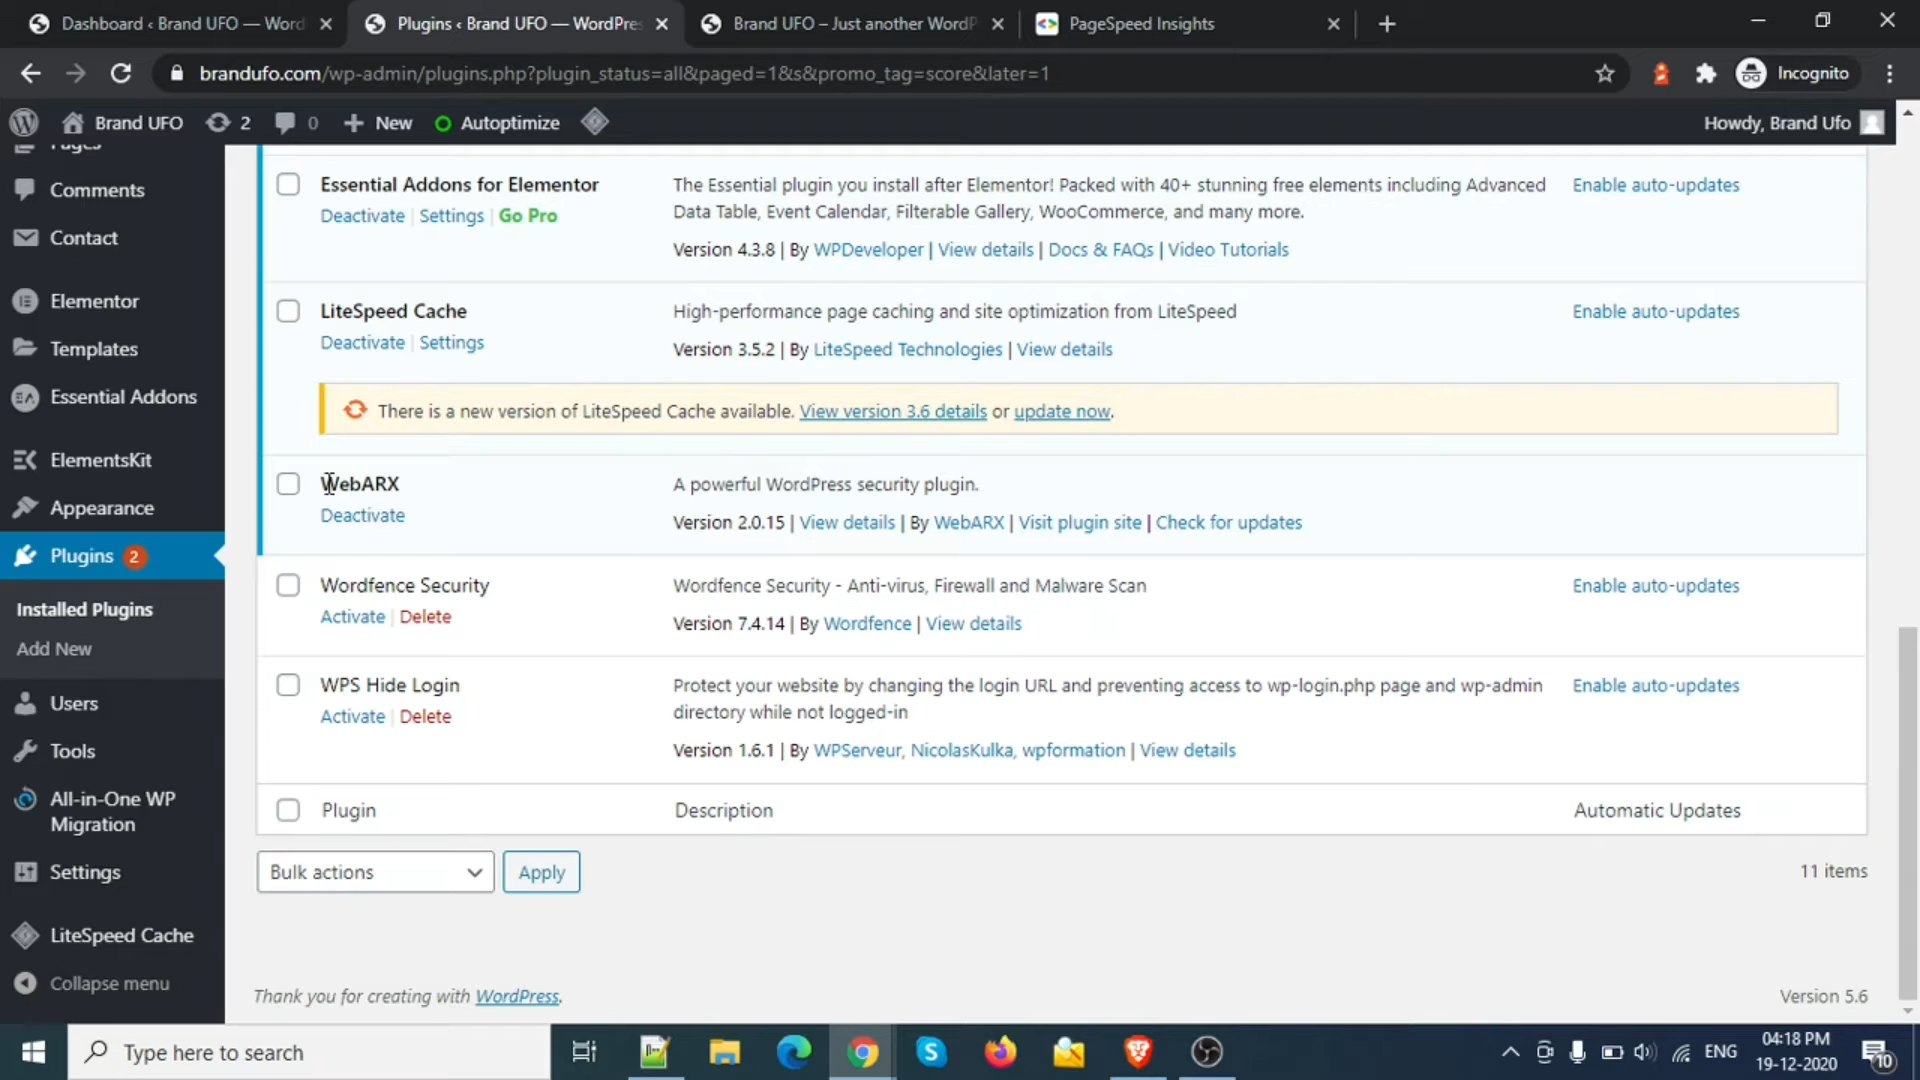 Dashboard ‹ Brand UFO — Word
Plugins ‹ Brand UFO — WordPres
Brand UFO – Just another WordP
PageSpeed Insights
brandufo.com/wp-admin/plugins.php?plugin_status=all&paged=1&s&promo_tag=score&later=1
Incognito
Brand UFO
2
0
New
Autoptimize
Howdy, Brand Ufo
Pages
Comments
Contact
Elementor
Templates
Essential Addons
ElementsKit
Appearance
Plugins 2
Installed Plugins
Add New
Users
Tools
All-in-One WP
Migration
Settings
LiteSpeed Cache
Collapse menu
Essential Addons for Elementor
Deactivate | Settings | Go Pro
The Essential plugin you install after Elementor! Packed with 40+ stunning free elements including Advanced
Data Table, Event Calendar, Filterable Gallery, WooCommerce, and many more.
Version 4.3.8 | By WPDeveloper | View details | Docs & FAQs | Video Tutorials
Enable auto-updates
LiteSpeed Cache
Deactivate | Settings
High-performance page caching and site optimization from LiteSpeed
Version 3.5.2 | By LiteSpeed Technologies | View details
Enable auto-updates
There is a new version of LiteSpeed Cache available. View version 3.6 details or update now.
WebARX
Deactivate
A powerful WordPress security plugin.
Version 2.0.15 | View details | By WebARX | Visit plugin site | Check for updates
Wordfence Security
Activate | Delete
Wordfence Security - Anti-virus, Firewall and Malware Scan
Version 7.4.14 | By Wordfence | View details
Enable auto-updates
WPS Hide Login
Activate | Delete
Protect your website by changing the login URL and preventing access to wp-login.php page and wp-admin
directory while not logged-in
Version 1.6.1 | By WPServeur, NicolasKulka, wpformation | View details
Enable auto-updates
Plugin
Description
Automatic Updates
Bulk actions
Apply
11 items
Thank you for creating with WordPress.
Version 5.6
Type here to search
ENG
04:18 PM
19-12-2020
10